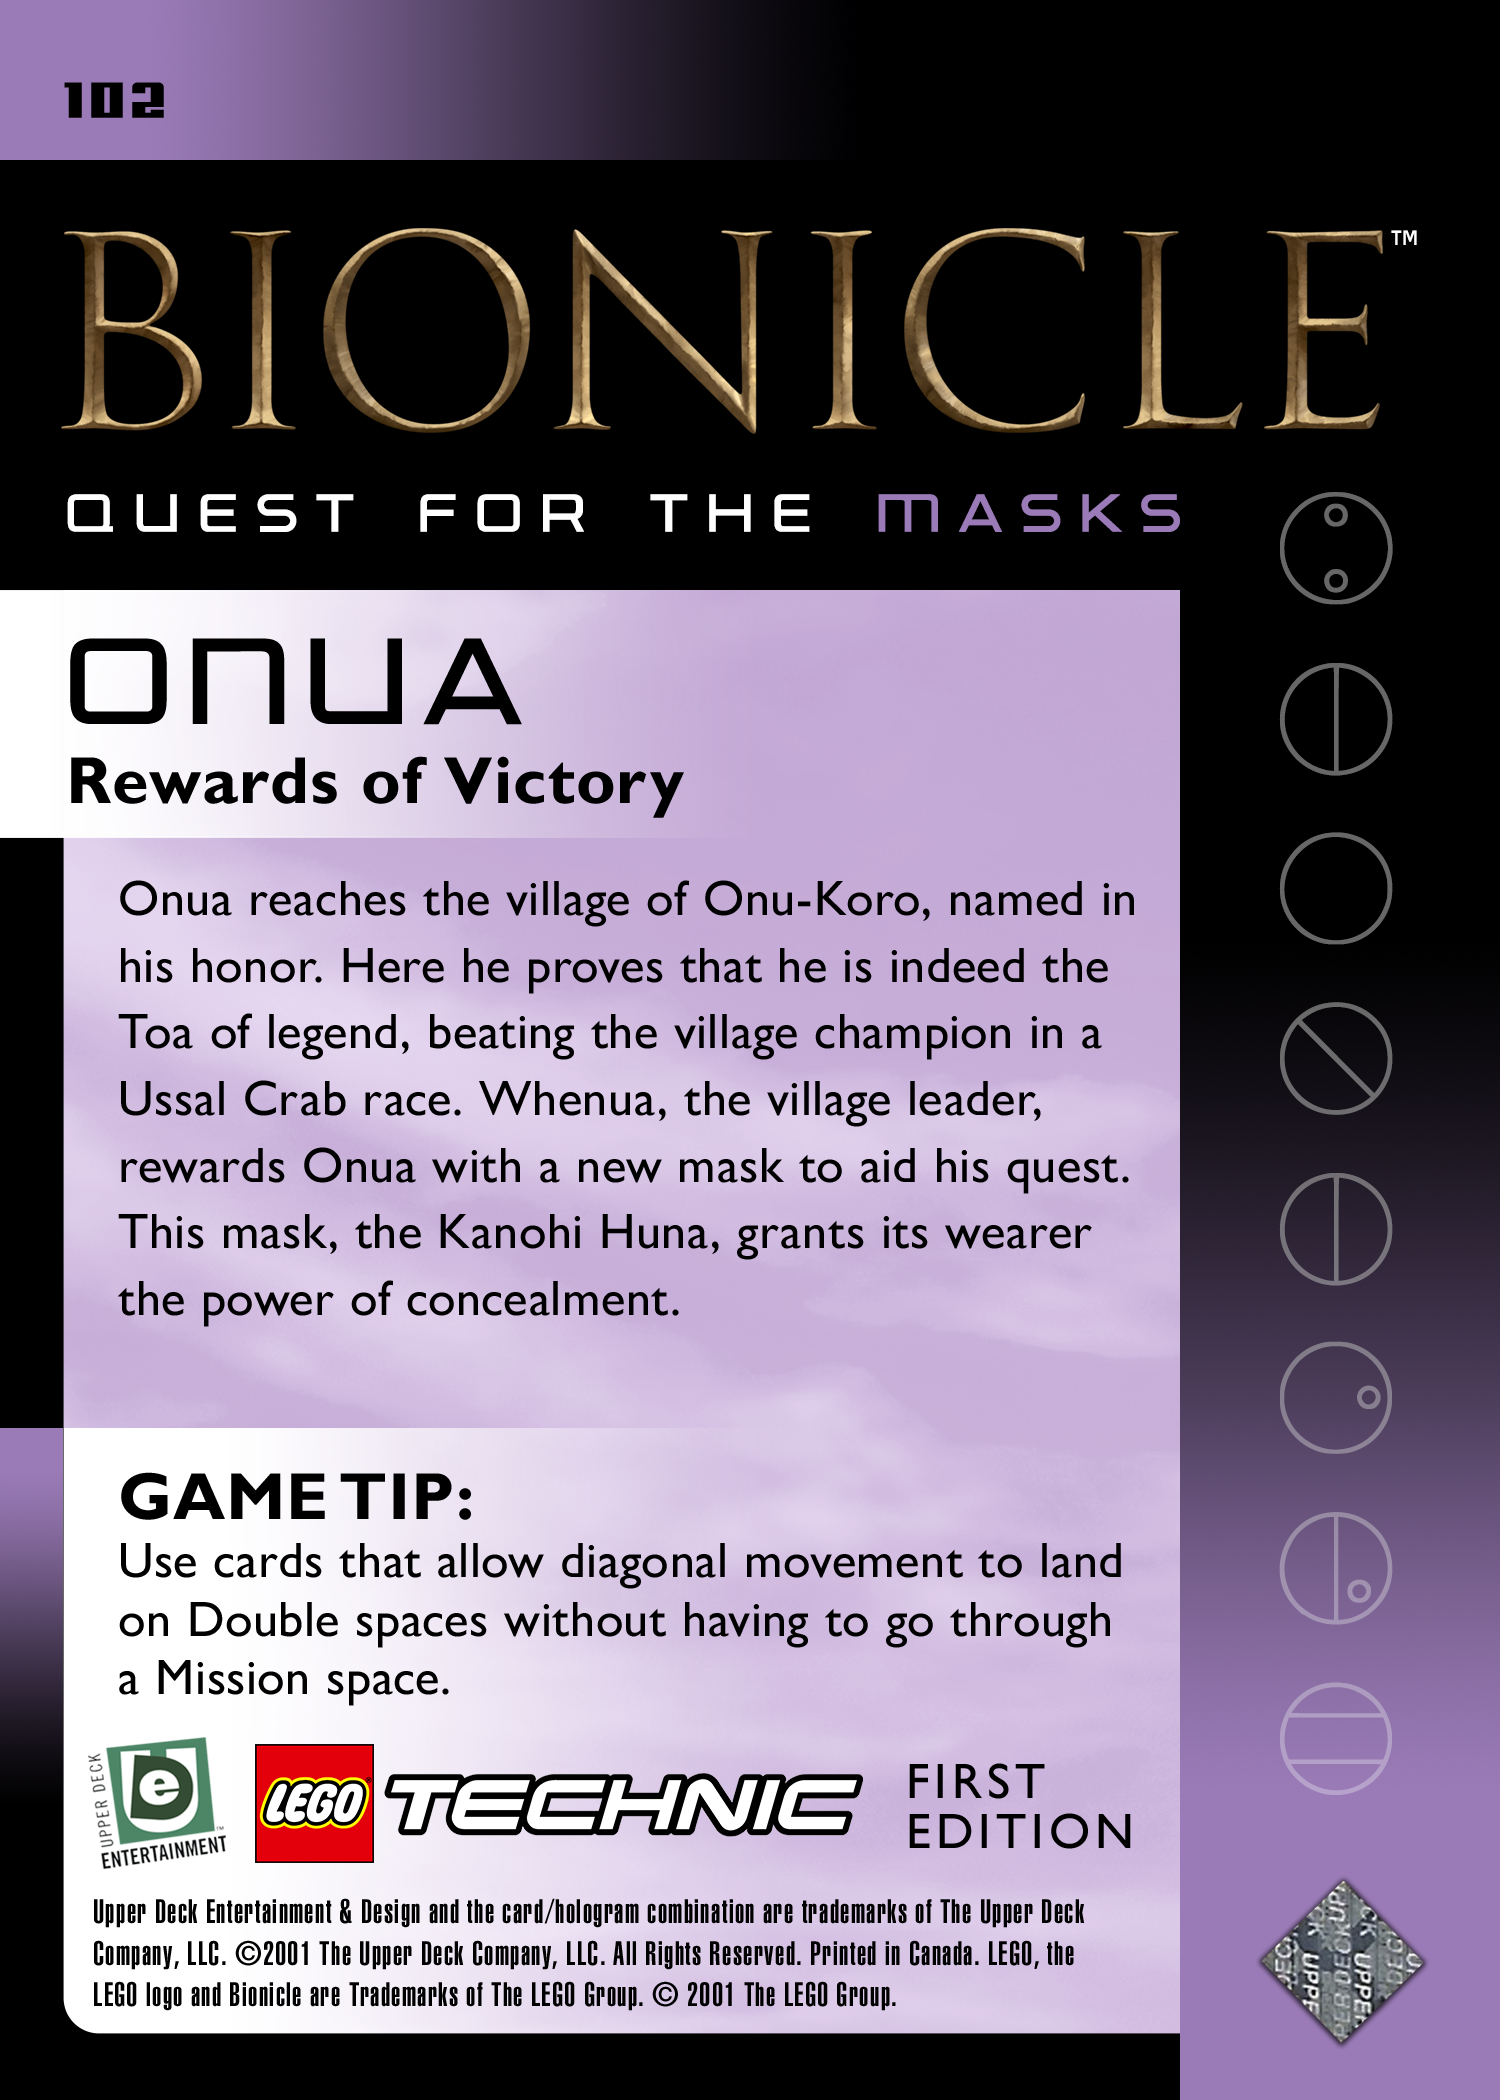 102
BIONICLE™
QUEST FOR THE MASKS
ONUA
Rewards of Victory
Onua reaches the village of Onu-Koro, named in
his honor. Here he proves that he is indeed the
Toa of legend, beating the village champion in a
Ussal Crab race. Whenua, the village leader,
rewards Onua with a new mask to aid his quest.
This mask, the Kanohi Huna, grants its wearer
the power of concealment.
GAME TIP:
Use cards that allow diagonal movement to land
on Double spaces without having to go through
a Mission space.
UPPER DECK
ENTERTAINMENT™
LEGO TECHNIC
FIRST
EDITION
Upper Deck Entertainment & Design and the card/hologram combination are trademarks of The Upper Deck
Company, LLC. ©2001 The Upper Deck Company, LLC. All Rights Reserved. Printed in Canada. LEGO, the
LEGO logo and Bionicle are Trademarks of The LEGO Group. © 2001 The LEGO Group.